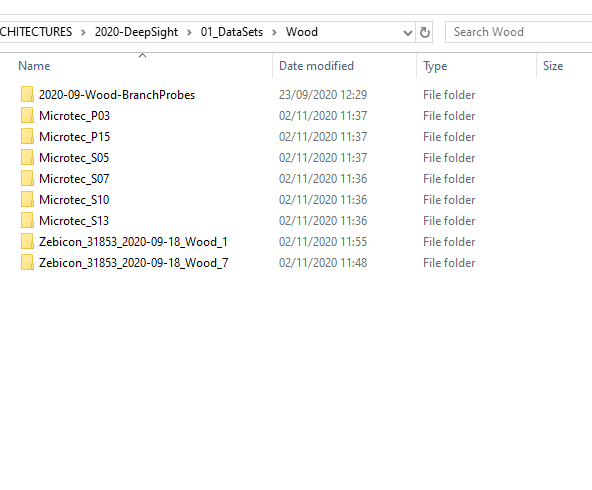 CHITECTURES > 2020-DeepSight > 01_DataSets > Wood Search Wood
Name Date modified Type Size
2020-09-Wood-BranchProbes 23/09/2020 12:29 File folder
Microtec_P03 02/11/2020 11:37 File folder
Microtec_P15 02/11/2020 11:37 File folder
Microtec_S05 02/11/2020 11:37 File folder
Microtec_S07 02/11/2020 11:36 File folder
Microtec_S10 02/11/2020 11:36 File folder
Microtec_S13 02/11/2020 11:36 File folder
Zebicon_31853_2020-09-18_Wood_1 02/11/2020 11:55 File folder
Zebicon_31853_2020-09-18_Wood_7 02/11/2020 11:48 File folder